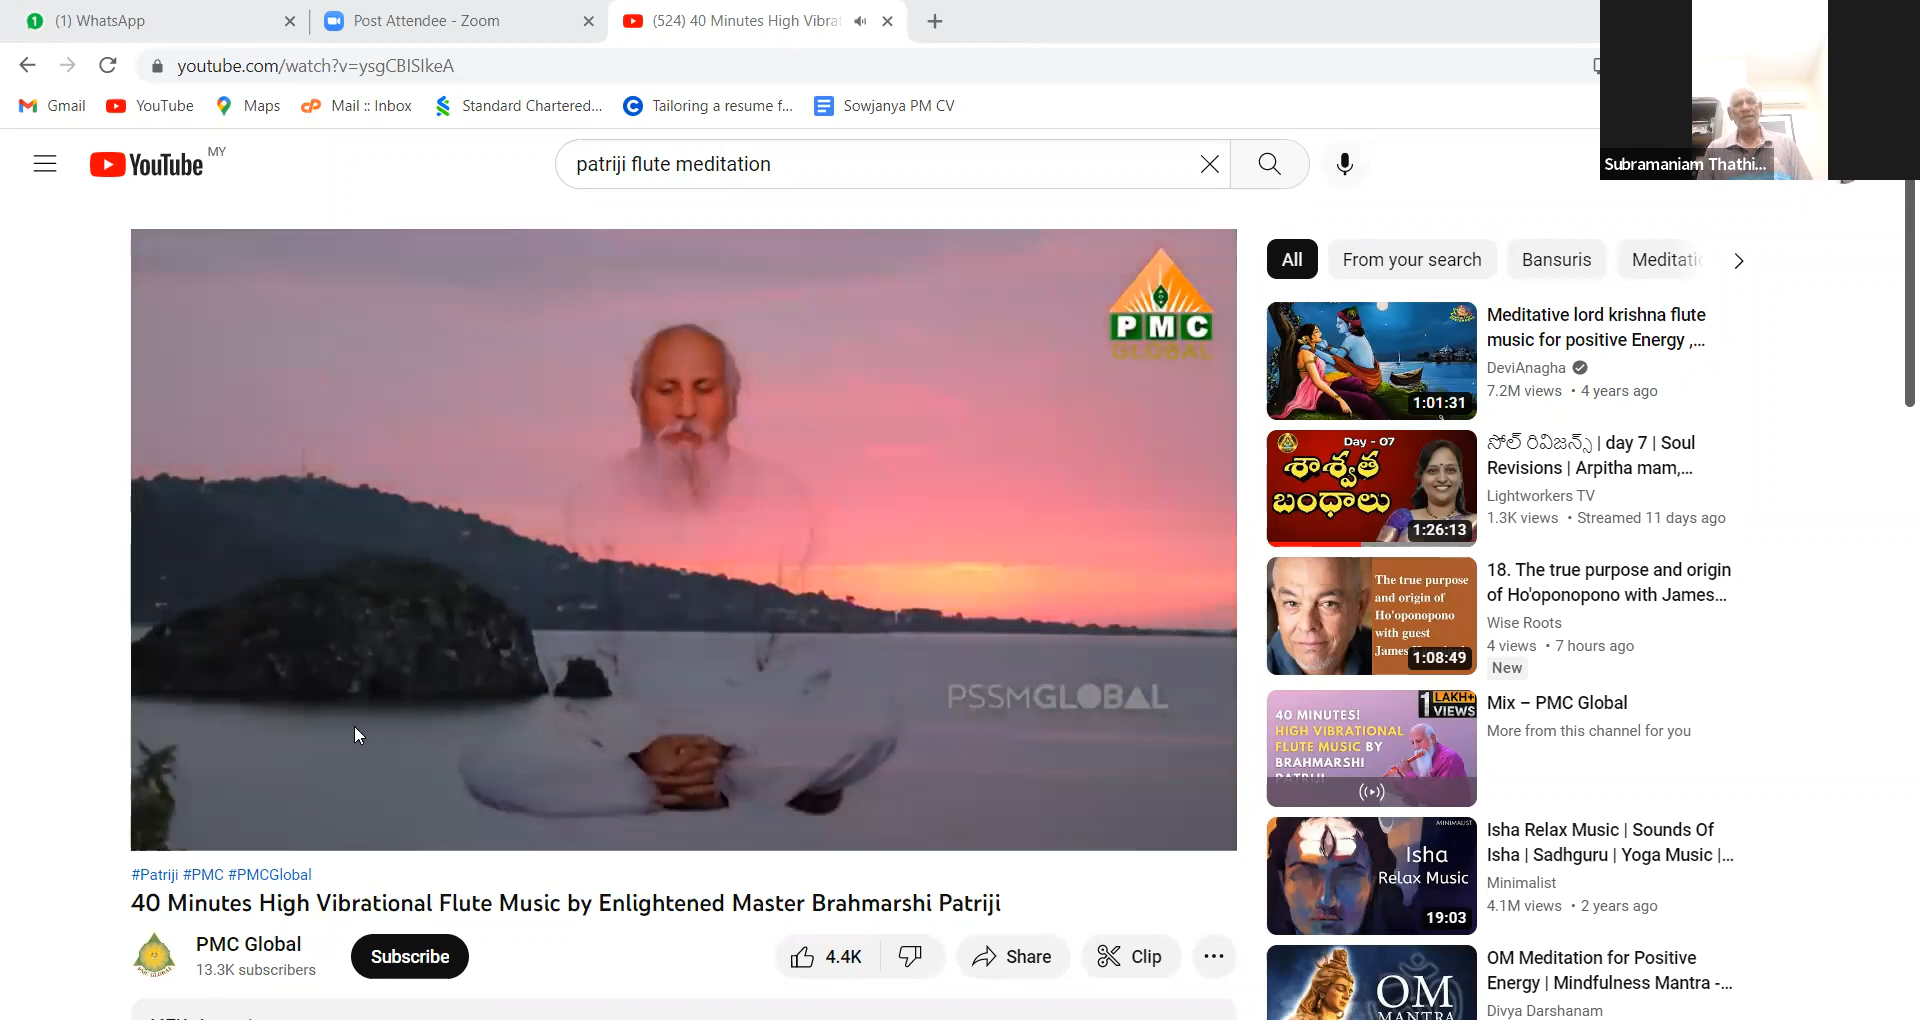 (1) WhatsApp
Post Attendee - Zoom
(524) 40 Minutes High Vibra
youtube.com/watch?v=ysgCBISIkeA
Gmail
YouTube
Maps
Mail :: Inbox
Standard Chartered...
Tailoring a resume f...
Sowjanya PM CV
Subramaniam Thathi...
YouTube MY
patriji flute meditation
PMC
GLOBAL
PSSMGLOBAL
#Patriji #PMC #PMCGlobal
40 Minutes High Vibrational Flute Music by Enlightened Master Brahmarshi Patriji
PMC Global
13.3K subscribers
Subscribe
4.4K
Share
Clip
All
From your search
Bansuris
Meditatic
1:01:31
Meditative lord krishna flute
music for positive Energy ,...
DeviAnagha
7.2M views • 4 years ago
Day - 07
శాశ్వత
బంధాలు
1:26:13
సోల్ రివిజన్స్ | day 7 | Soul
Revisions | Arpitha mam,...
Lightworkers TV
1.3K views • Streamed 11 days ago
The true purpose
and origin of
Ho'oponopono
with guest
James
1:08:49
18. The true purpose and origin
of Ho'oponopono with James...
Wise Roots
4 views • 7 hours ago
New
1 LAKH+
VIEWS
40 MINUTES!
HIGH VIBRATIONAL
FLUTE MUSIC BY
BRAHMARSHI
PATRIJI
Mix – PMC Global
More from this channel for you
MINIMALIST
Isha
Relax Music
19:03
Isha Relax Music | Sounds Of
Isha | Sadhguru | Yoga Music |...
Minimalist
4.1M views • 2 years ago
OM
MANTRA
OM Meditation for Positive
Energy | Mindfulness Mantra -...
Divya Darshanam